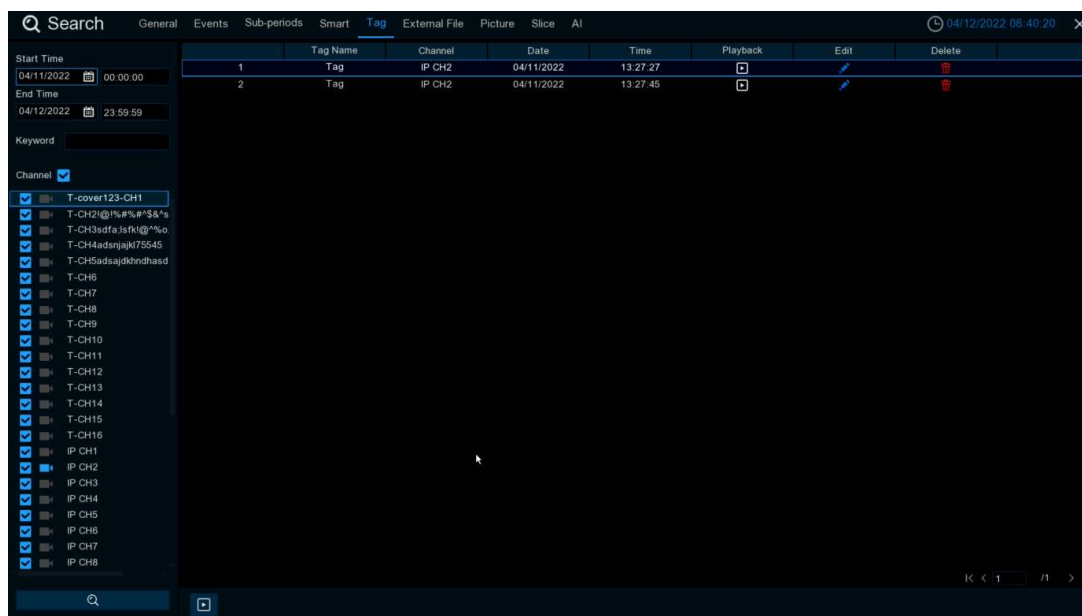 Search General Events Sub-periods Smart Tag External File Picture Slice AI 04/12/2022 08:40:20
Start Time
04/11/2022 00:00:00
End Time
04/12/2022 23:59:59
Keyword
Channel
T-cover123-CH1
T-CH2!@!%#%#^$&^s
T-CH3sdfa;lsfk!@^%o
T-CH4adsnjajkl75545
T-CH5adsajdkhndhasd
T-CH6
T-CH7
T-CH8
T-CH9
T-CH10
T-CH11
T-CH12
T-CH13
T-CH14
T-CH15
T-CH16
IP CH1
IP CH2
IP CH3
IP CH4
IP CH5
IP CH6
IP CH7
IP CH8
Tag Name Channel Date Time Playback Edit Delete
1 Tag IP CH2 04/11/2022 13:27:27
2 Tag IP CH2 04/11/2022 13:27:45
1 /1